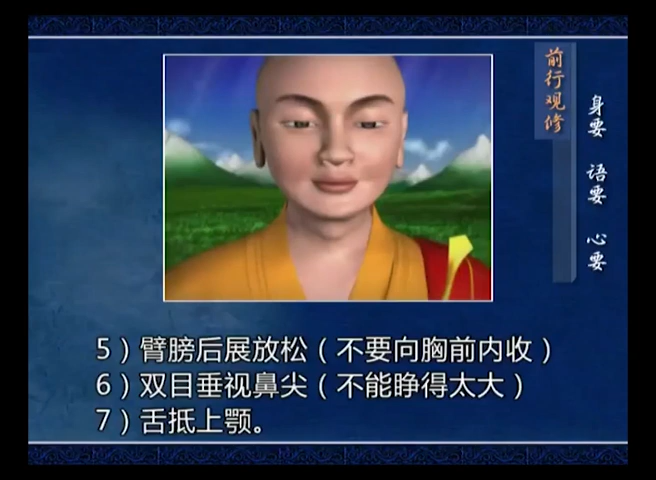 前行观修
身要 语要 心要
5）臂膀后展放松（不要向胸前内收）
6）双目垂视鼻尖（不能睁得太大）
7）舌抵上颚。